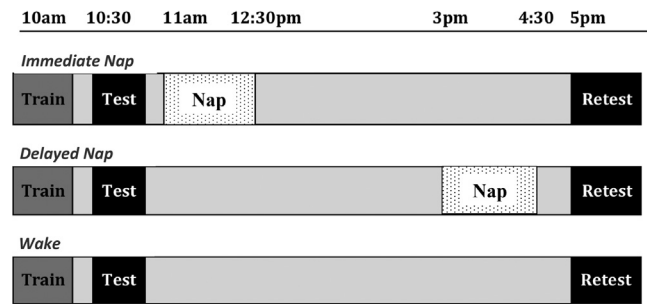 10am 10:30 11am 12:30pm 3pm 4:30 5pm
Immediate Nap
Train Test Nap Retest
Delayed Nap
Train Test Nap Retest
Wake
Train Test Retest